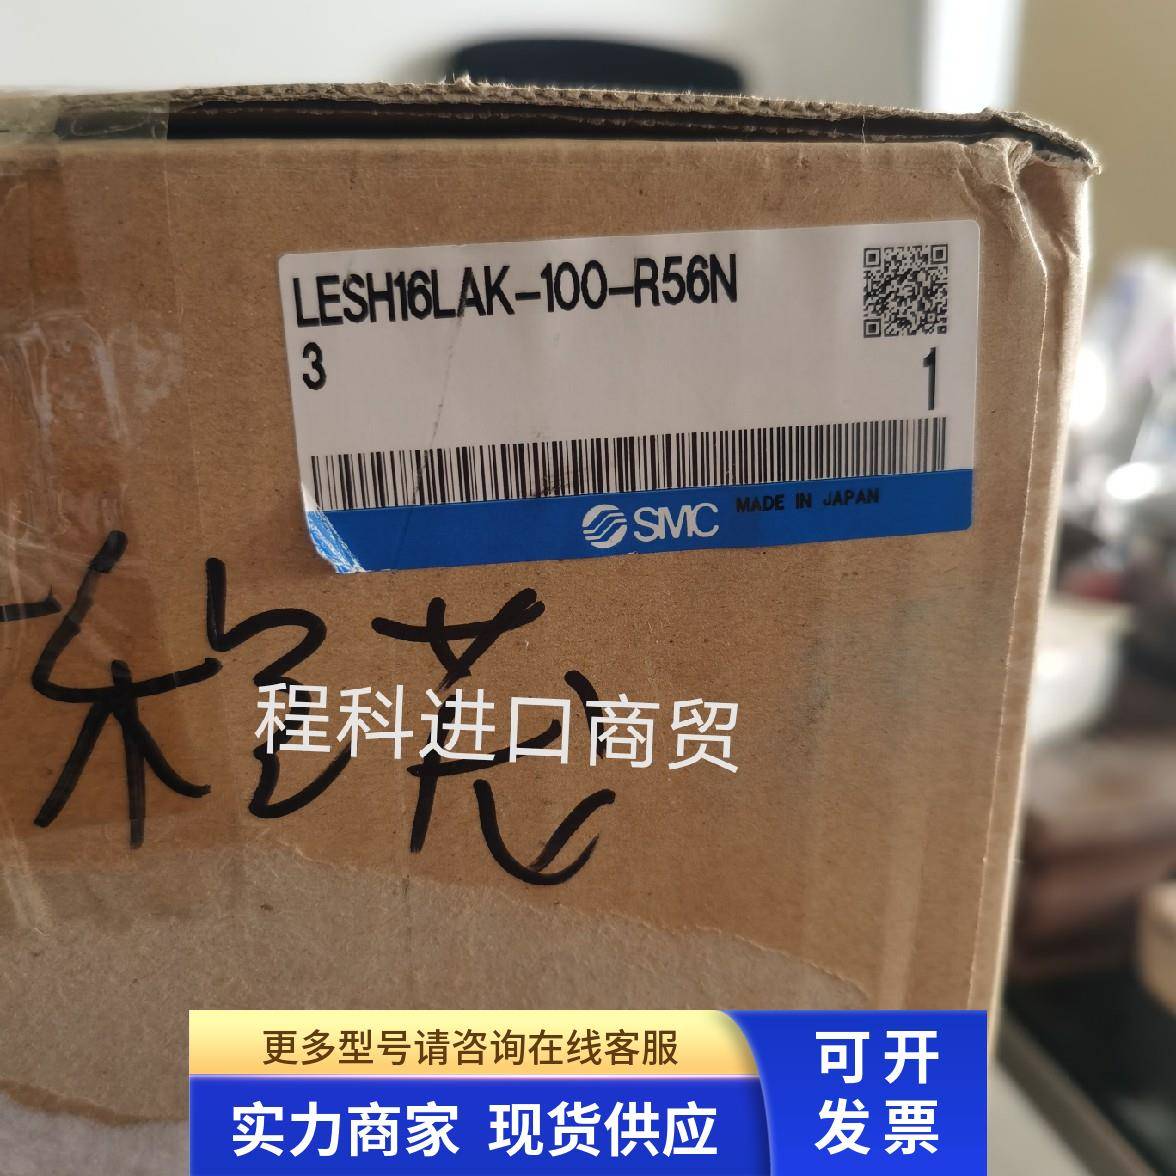 LESH16LAK-100-R56N
3
1
SMC MADE IN JAPAN
程科进口商贸
更多型号请咨询在线客服
实力商家 现货供应
可开
发票